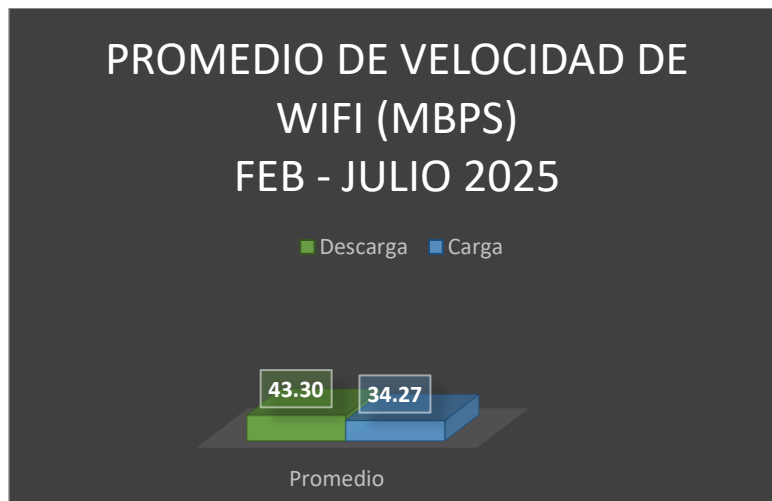 PROMEDIO DE VELOCIDAD DE
WIFI (MBPS)
FEB - JULIO 2025
Descarga Carga
43.30 34.27
Promedio